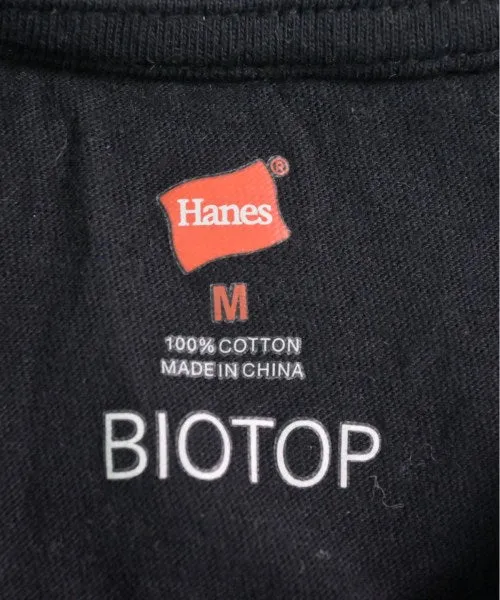 Hanes®
M
100% COTTON
MADE IN CHINA
BIOTOP